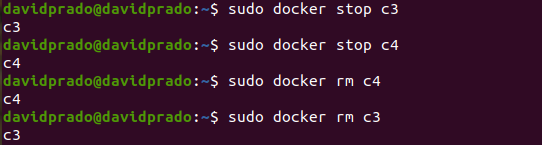 davidprado@davidprado:~$ sudo docker stop c3
c3
davidprado@davidprado:~$ sudo docker stop c4
c4
davidprado@davidprado:~$ sudo docker rm c4
c4
davidprado@davidprado:~$ sudo docker rm c3
c3